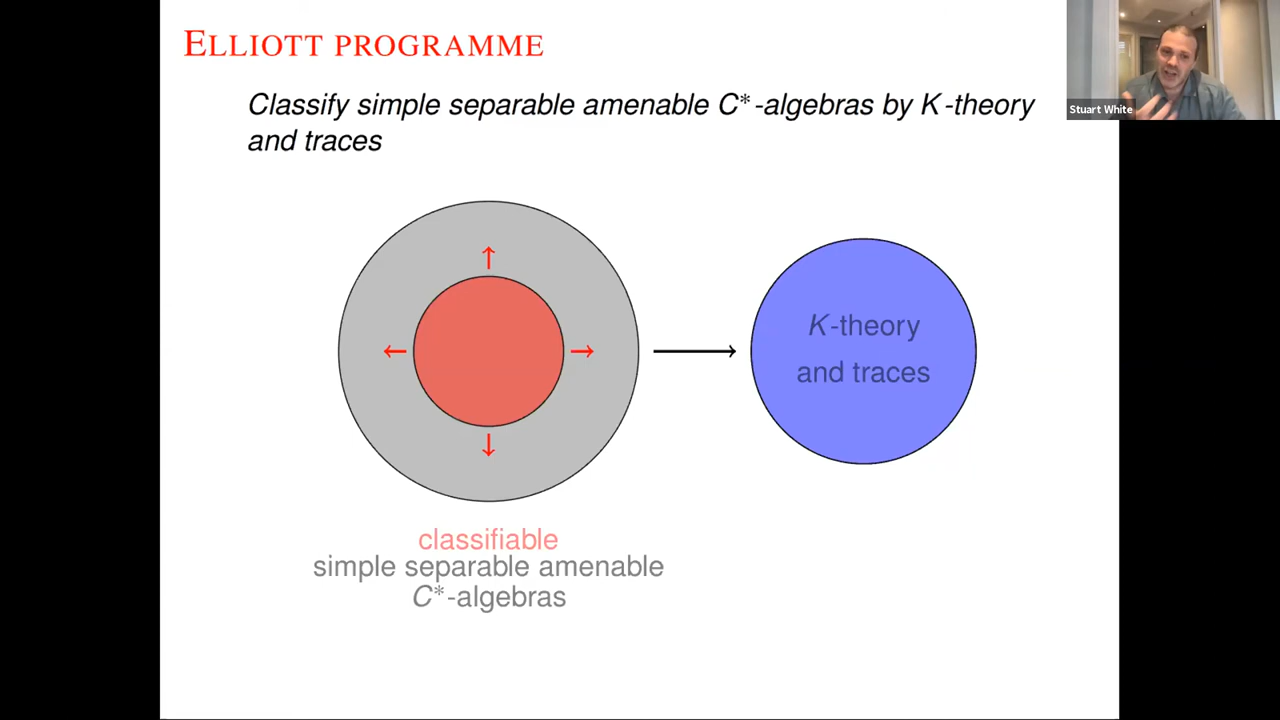 ELLIOTT PROGRAMME
Classify simple separable amenable C*-algebras by K-theory
and traces
Stuart White
K-theory
and traces
classifiable
simple separable amenable
C*-algebras